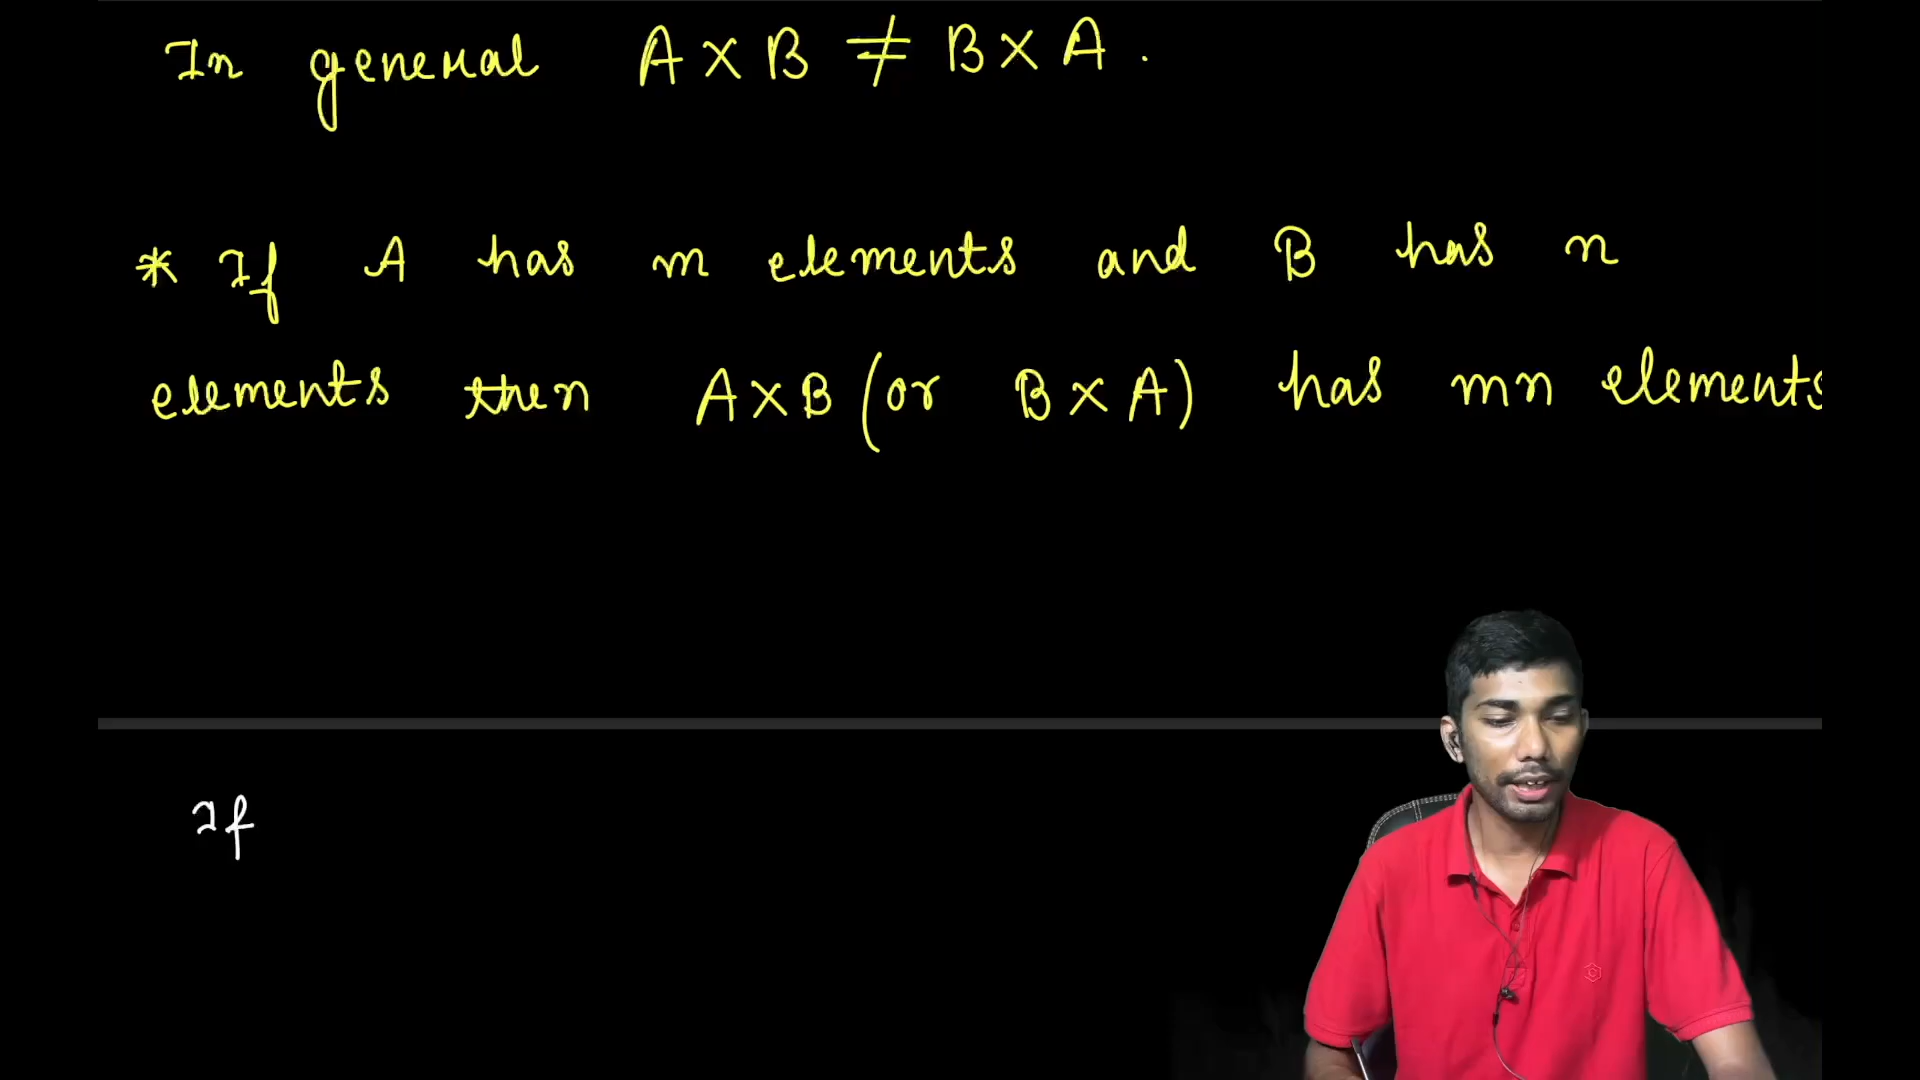 In general A × B ≠ B × A.
* If A has m elements and B has n
elements then A × B (or B × A) has mn elements
If